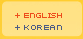 + ENGLISH
+ KOREAN